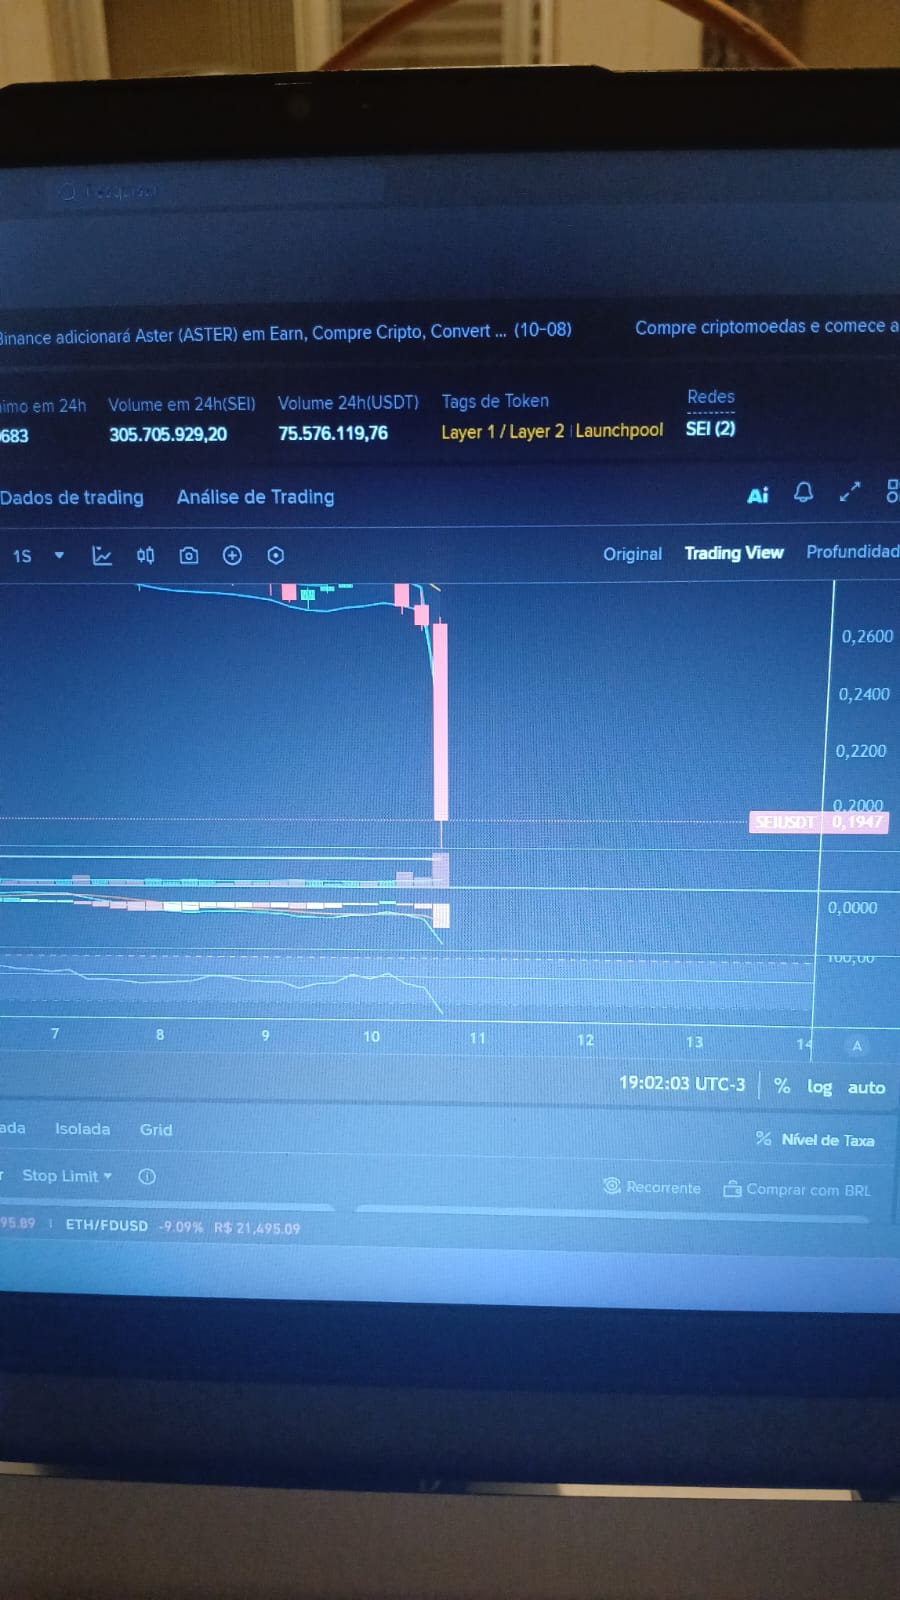 Pesquisar
Binance adicionará Aster (ASTER) em Earn, Compre Cripto, Convert ... (10-08) Compre criptomoedas e comece a
imo em 24h Volume em 24h(SEI) Volume 24h(USDT) Tags de Token Redes
683 305.705.929,20 75.576.119,76 Layer 1 / Layer 2 | Launchpool SEI (2)
Dados de trading Análise de Trading Ai
1S Original Trading View Profundidad
0,2600
0,2400
0,2200
0,2000
SEIUSDT 0,1947
0,0000
100,00
7 8 9 10 11 12 13 14 A
19:02:03 UTC-3 % log auto
ada Isolada Grid % Nível de Taxa
r Stop Limit Recorrente Comprar com BRL
95.89 | ETH/FDUSD -9.09% R$ 21,495.09